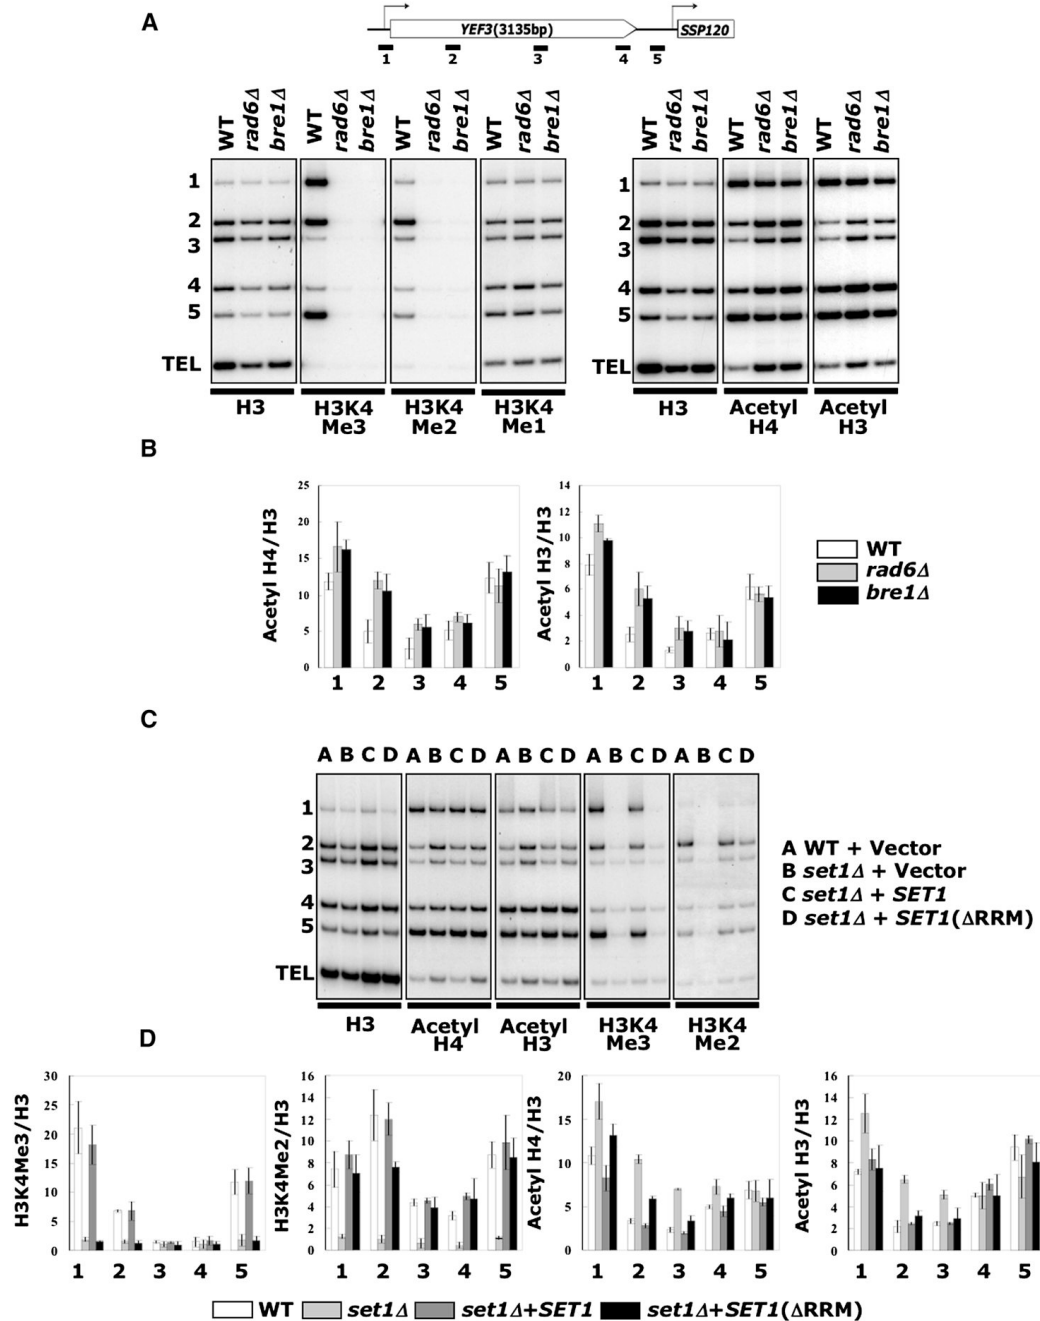 A
YEF3(3135bp)
SSP120
1 2 3 4 5
WT rad6Δ bre1Δ WT rad6Δ bre1Δ WT rad6Δ bre1Δ WT rad6Δ bre1Δ WT rad6Δ bre1Δ WT rad6Δ bre1Δ WT rad6Δ bre1Δ
1 1
2 2
3 3
4 4
5 5
TEL TEL
H3 H3K4 Me3 H3K4 Me2 H3K4 Me1 H3 Acetyl H4 Acetyl H3
B
Acetyl H4/H3
25
20
15
10
5
0
1 2 3 4 5
Acetyl H3/H3
14
12
10
8
6
4
2
0
1 2 3 4 5
WT
rad6Δ
bre1Δ
C
A B C D A B C D A B C D A B C D A B C D
1
2
3
4
5
TEL
H3 Acetyl H4 Acetyl H3 H3K4 Me3 H3K4 Me2
A WT + Vector
B set1Δ + Vector
C set1Δ + SET1
D set1Δ + SET1(ΔRRM)
D
H3K4Me3/H3
30
25
20
15
10
5
0
1 2 3 4 5
H3K4Me2/H3
16
14
12
10
8
6
4
2
0
1 2 3 4 5
Acetyl H4/H3
20
15
10
5
0
1 2 3 4 5
Acetyl H3/H3
16
14
12
10
8
6
4
2
0
1 2 3 4 5
WT set1Δ set1Δ+SET1 set1Δ+SET1(ΔRRM)